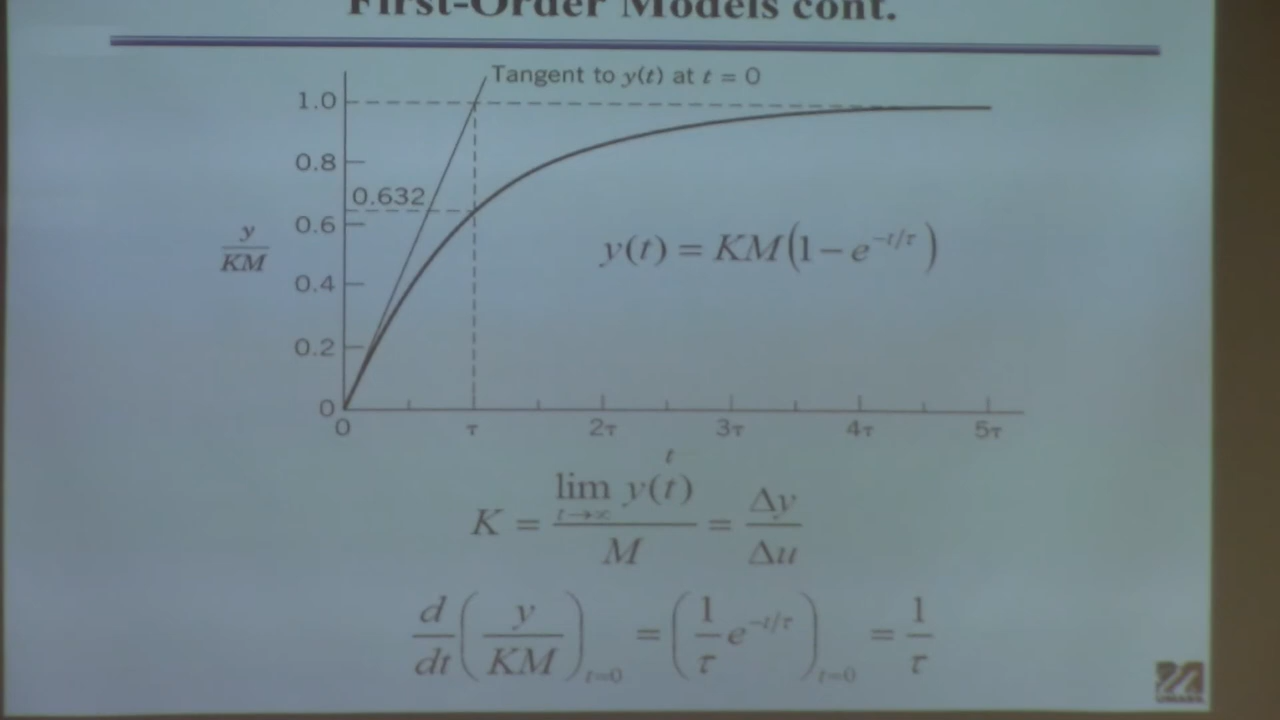 First-Order Models cont.
Tangent to y(t) at t = 0
1.0
0.8
0.632
0.6
y/KM
y(t) = KM(1 − e^{−t/τ})
0.4
0.2
0
0 τ 2τ 3τ 4τ 5τ
t
K = lim_{t→∞} y(t) / M = Δy/Δu
d/dt (y/KM)_{t=0} = (1/τ e^{−t/τ})_{t=0} = 1/τ